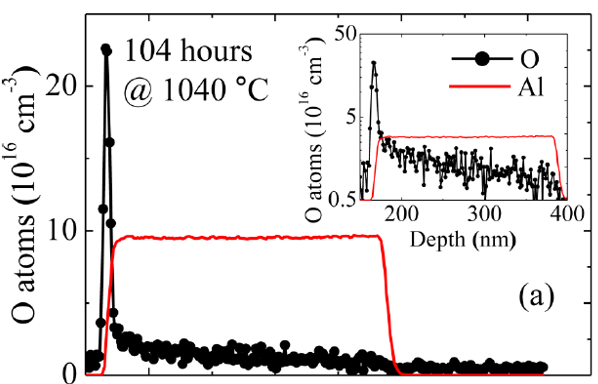 (a)
104 hours
@ 1040 °C
O atoms (10^16 cm^-3)
20
10
0
O
Al
O atoms (10^16 cm^-3)
50
5
0.5
200
300
400
Depth (nm)